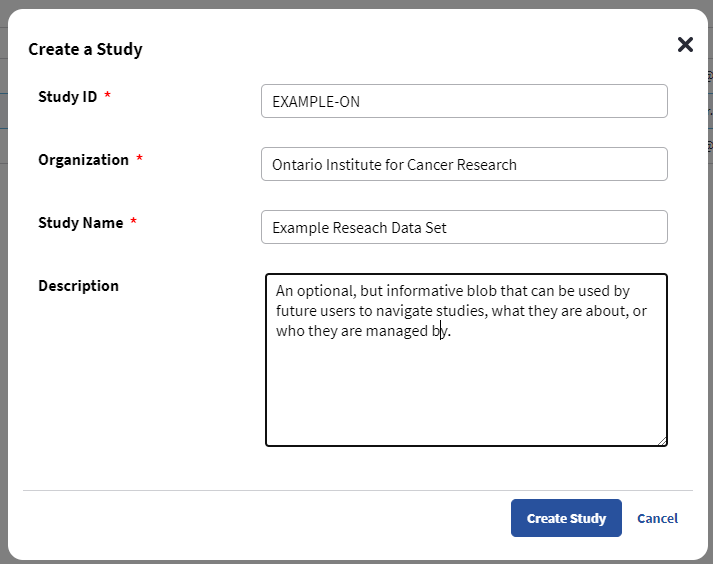 Create a Study
Study ID *
EXAMPLE-ON
Organization *
Ontario Institute for Cancer Research
Study Name *
Example Reseach Data Set
Description
An optional, but informative blob that can be used by
future users to navigate studies, what they are about, or
who they are managed by.
Create Study
Cancel